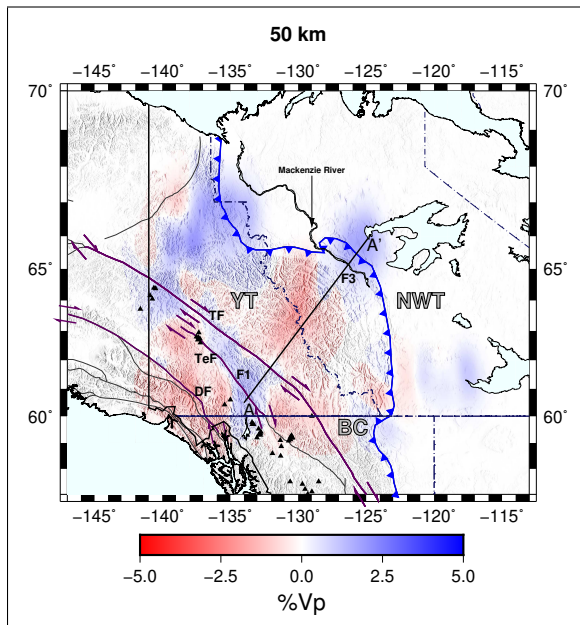 50 km
−145˚ −140˚ −135˚ −130˚ −125˚ −120˚ −115˚
70˚ 70˚
Mackenzie River
A'
65˚ 65˚
F3
YT NWT
TF
TeF
F1
DF
A
60˚ 60˚
BC
−145˚ −140˚ −135˚ −130˚ −125˚ −120˚ −115˚
−5.0 −2.5 0.0 2.5 5.0
%Vp